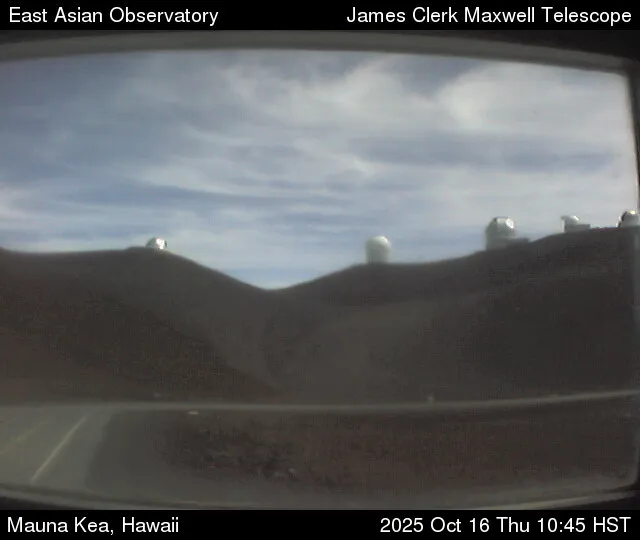 East Asian Observatory
James Clerk Maxwell Telescope
Mauna Kea, Hawaii
2025 Oct 16 Thu 10:45 HST